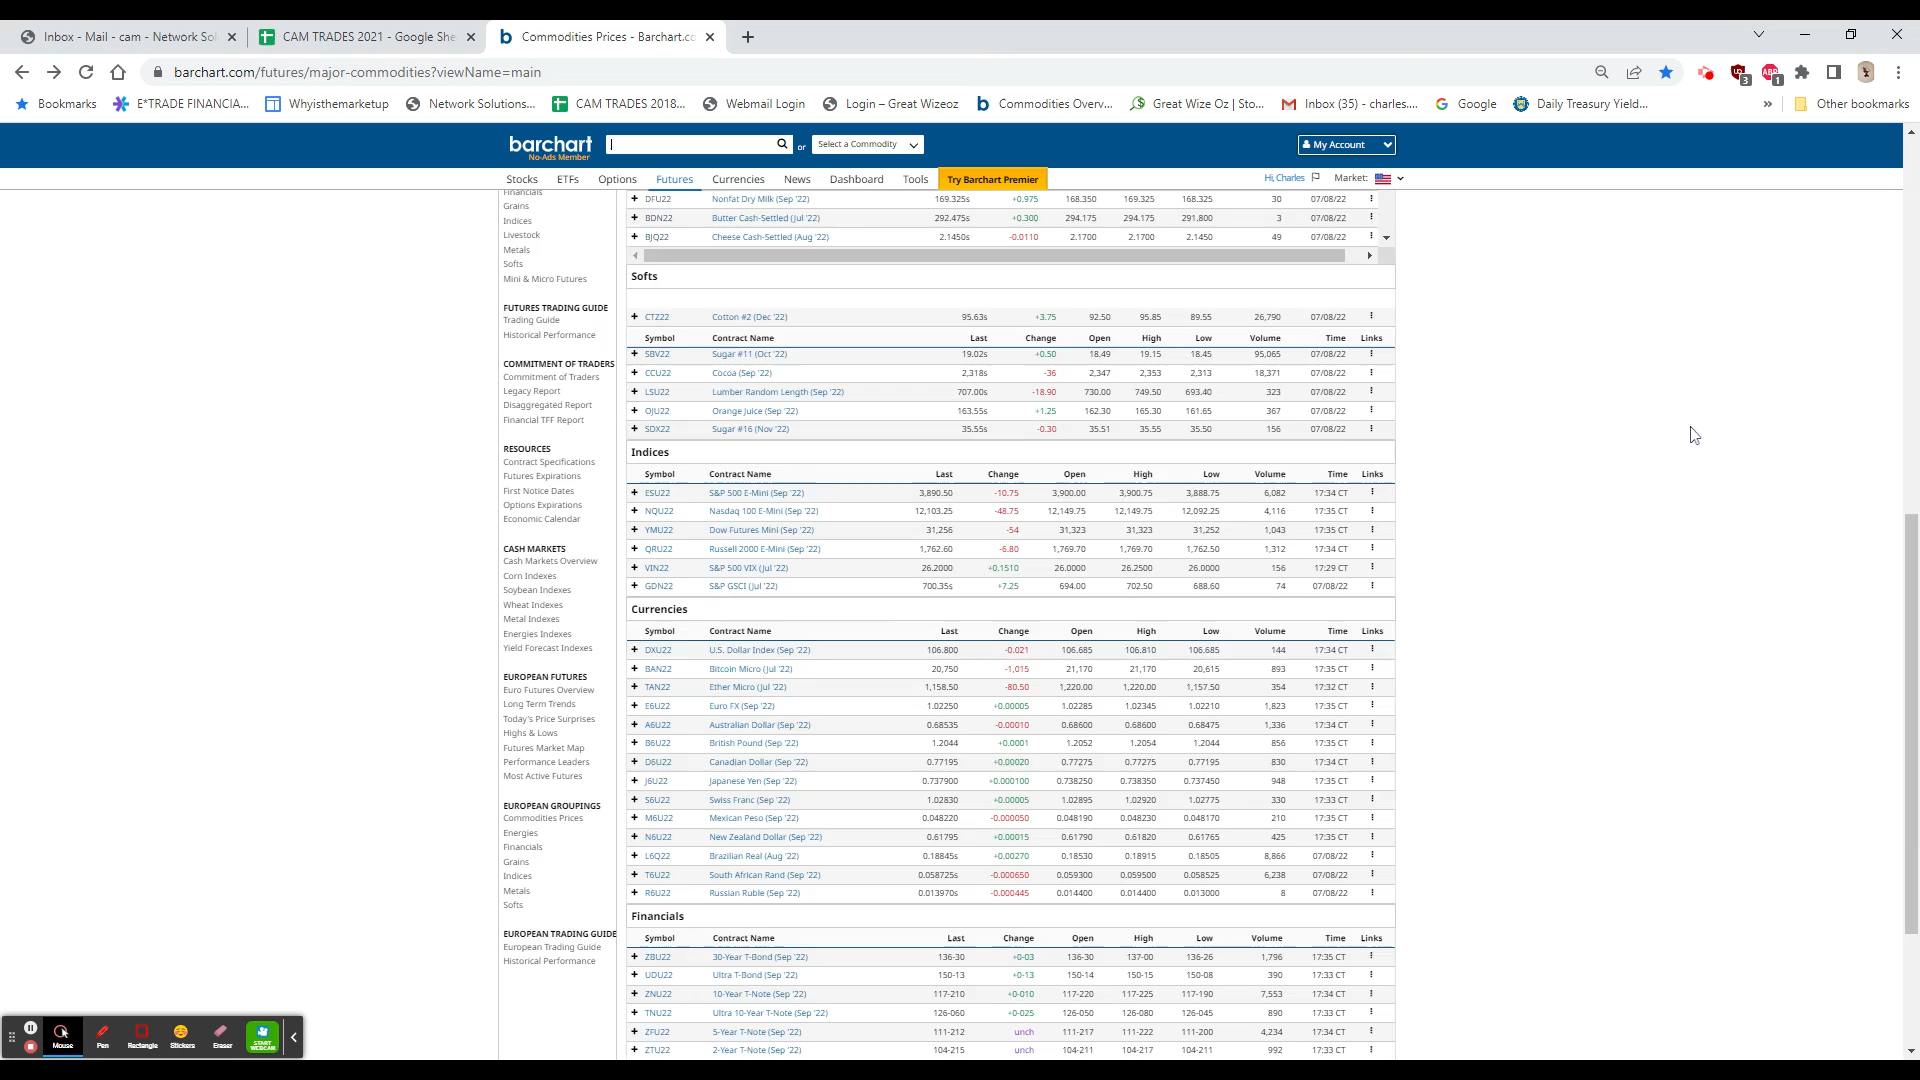 Inbox - Mail - cam - Network Sol
CAM TRADES 2021 - Google She
Commodities Prices - Barchart.co
barchart.com/futures/major-commodities?viewName=main
Bookmarks E*TRADE FINANCIA... Whyisthemarketup Network Solutions... CAM TRADES 2018... Webmail Login Login – Great Wizeoz Commodities Overv... Great Wize Oz | Sto... Inbox (35) - charles.... Google Daily Treasury Yield... » Other bookmarks
barchart
No-Ads Member
or
Select a Commodity
My Account
Stocks ETFs Options Futures Currencies News Dashboard Tools Try Barchart Premier
Hi, Charles Market:
Financials
Grains
Indices
Livestock
Metals
Softs
Mini & Micro Futures
FUTURES TRADING GUIDE
Trading Guide
Historical Performance
COMMITMENT OF TRADERS
Commitment of Traders
Legacy Report
Disaggregated Report
Financial TFF Report
RESOURCES
Contract Specifications
Futures Expirations
First Notice Dates
Options Expirations
Economic Calendar
CASH MARKETS
Cash Markets Overview
Corn Indexes
Soybean Indexes
Wheat Indexes
Metal Indexes
Energies Indexes
Yield Forecast Indexes
EUROPEAN FUTURES
Euro Futures Overview
Long Term Trends
Today's Price Surprises
Highs & Lows
Futures Market Map
Performance Leaders
Most Active Futures
EUROPEAN GROUPINGS
Commodities Prices
Energies
Financials
Grains
Indices
Metals
Softs
EUROPEAN TRADING GUIDE
European Trading Guide
Historical Performance
+ DFU22 Nonfat Dry Milk (Sep '22) 169.325s +0.975 168.350 169.325 168.325 30 07/08/22
+ BDN22 Butter Cash-Settled (Jul '22) 292.475s +0.300 294.175 294.175 291.800 3 07/08/22
+ BJQ22 Cheese Cash-Settled (Aug '22) 2.1450s -0.0110 2.1700 2.1700 2.1450 49 07/08/22
Softs
+ CTZ22 Cotton #2 (Dec '22) 95.63s +3.75 92.50 95.85 89.55 26,790 07/08/22
Symbol Contract Name Last Change Open High Low Volume Time Links
+ SBV22 Sugar #11 (Oct '22) 19.02s +0.50 18.49 19.15 18.45 95,065 07/08/22
+ CCU22 Cocoa (Sep '22) 2,318s -36 2,347 2,353 2,313 18,371 07/08/22
+ LSU22 Lumber Random Length (Sep '22) 707.00s -18.90 730.00 749.50 693.40 323 07/08/22
+ OJU22 Orange Juice (Sep '22) 163.55s +1.25 162.30 165.30 161.65 367 07/08/22
+ SDX22 Sugar #16 (Nov '22) 35.55s -0.30 35.51 35.55 35.50 156 07/08/22
Indices
Symbol Contract Name Last Change Open High Low Volume Time Links
+ ESU22 S&P 500 E-Mini (Sep '22) 3,890.50 -10.75 3,900.00 3,900.75 3,888.75 6,082 17:34 CT
+ NQU22 Nasdaq 100 E-Mini (Sep '22) 12,103.25 -48.75 12,149.75 12,149.75 12,092.25 4,116 17:35 CT
+ YMU22 Dow Futures Mini (Sep '22) 31,256 -54 31,323 31,323 31,252 1,043 17:35 CT
+ QRU22 Russell 2000 E-Mini (Sep '22) 1,762.60 -6.80 1,769.70 1,769.70 1,762.50 1,312 17:34 CT
+ VIN22 S&P 500 VIX (Jul '22) 26.2000 +0.1510 26.0000 26.2500 26.0000 156 17:29 CT
+ GDN22 S&P GSCI (Jul '22) 700.35s +7.25 694.00 702.50 688.60 74 07/08/22
Currencies
Symbol Contract Name Last Change Open High Low Volume Time Links
+ DXU22 U.S. Dollar Index (Sep '22) 106.800 -0.021 106.685 106.810 106.685 144 17:34 CT
+ BAN22 Bitcoin Micro (Jul '22) 20,750 -1,015 21,170 21,170 20,615 893 17:35 CT
+ TAN22 Ether Micro (Jul '22) 1,158.50 -80.50 1,220.00 1,220.00 1,157.50 354 17:32 CT
+ E6U22 Euro FX (Sep '22) 1.02250 +0.00005 1.02285 1.02345 1.02210 1,823 17:35 CT
+ A6U22 Australian Dollar (Sep '22) 0.68535 -0.00010 0.68600 0.68600 0.68475 1,336 17:34 CT
+ B6U22 British Pound (Sep '22) 1.2044 +0.0001 1.2052 1.2054 1.2044 856 17:35 CT
+ D6U22 Canadian Dollar (Sep '22) 0.77195 +0.00020 0.77275 0.77275 0.77195 830 17:34 CT
+ J6U22 Japanese Yen (Sep '22) 0.737900 +0.000100 0.738250 0.738350 0.737450 948 17:35 CT
+ S6U22 Swiss Franc (Sep '22) 1.02830 +0.00005 1.02895 1.02920 1.02775 330 17:33 CT
+ M6U22 Mexican Peso (Sep '22) 0.048220 -0.000050 0.048190 0.048230 0.048170 210 17:35 CT
+ N6U22 New Zealand Dollar (Sep '22) 0.61795 +0.00015 0.61790 0.61820 0.61765 425 17:35 CT
+ L6Q22 Brazilian Real (Aug '22) 0.18845s +0.00270 0.18530 0.18915 0.18505 8,866 07/08/22
+ T6U22 South African Rand (Sep '22) 0.058725s -0.000650 0.059300 0.059500 0.058525 6,238 07/08/22
+ R6U22 Russian Ruble (Sep '22) 0.013970s -0.000445 0.014400 0.014400 0.013000 8 07/08/22
Financials
Symbol Contract Name Last Change Open High Low Volume Time Links
+ ZBU22 30-Year T-Bond (Sep '22) 136-30 +0-03 136-30 137-00 136-26 1,796 17:35 CT
+ UDU22 Ultra T-Bond (Sep '22) 150-13 +0-13 150-14 150-15 150-08 390 17:33 CT
+ ZNU22 10-Year T-Note (Sep '22) 117-210 +0-010 117-220 117-225 117-190 7,553 17:34 CT
+ TNU22 Ultra 10-Year T-Note (Sep '22) 126-060 +0-025 126-050 126-080 126-045 890 17:33 CT
+ ZFU22 5-Year T-Note (Sep '22) 111-212 unch 111-217 111-222 111-200 4,234 17:34 CT
+ ZTU22 2-Year T-Note (Sep '22) 104-215 unch 104-211 104-217 104-211 992 17:33 CT
Mouse Pen Rectangle Stickers Eraser START WEBCAM